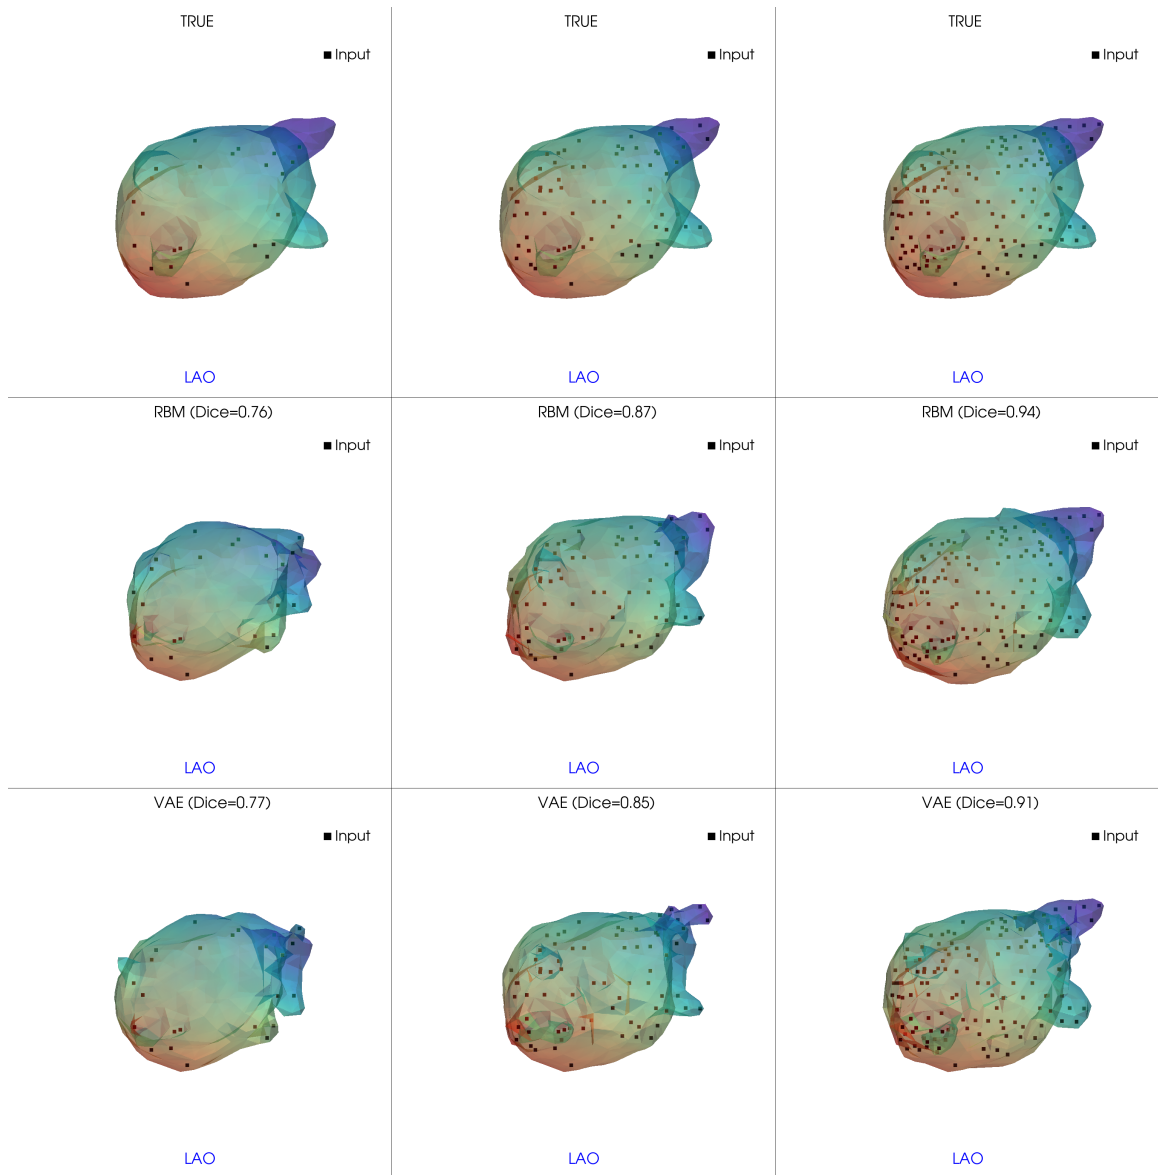 TRUE
TRUE
TRUE
Input
Input
Input
LAO
LAO
LAO
RBM (Dice=0.76)
RBM (Dice=0.87)
RBM (Dice=0.94)
Input
Input
Input
LAO
LAO
LAO
VAE (Dice=0.77)
VAE (Dice=0.85)
VAE (Dice=0.91)
Input
Input
Input
LAO
LAO
LAO